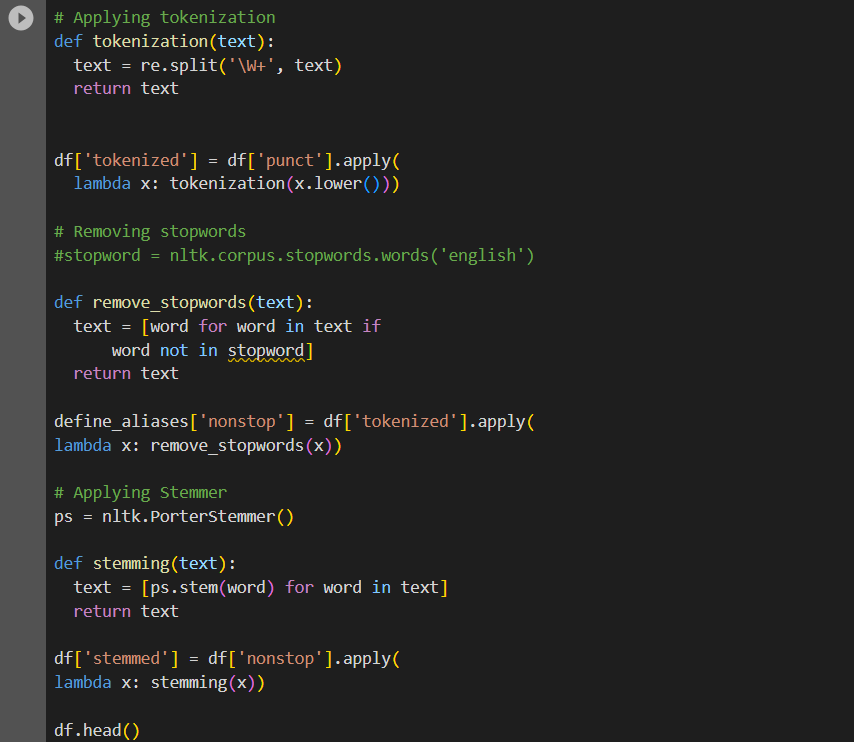 # Applying tokenization
def tokenization(text):
  text = re.split('\W+', text)
  return text
df['tokenized'] = df['punct'].apply(
  lambda x: tokenization(x.lower()))
# Removing stopwords
#stopword = nltk.corpus.stopwords.words('english')
def remove_stopwords(text):
  text = [word for word in text if
      word not in stopword]
  return text
define_aliases['nonstop'] = df['tokenized'].apply(
lambda x: remove_stopwords(x))
# Applying Stemmer
ps = nltk.PorterStemmer()
def stemming(text):
  text = [ps.stem(word) for word in text]
  return text
df['stemmed'] = df['nonstop'].apply(
lambda x: stemming(x))
df.head()